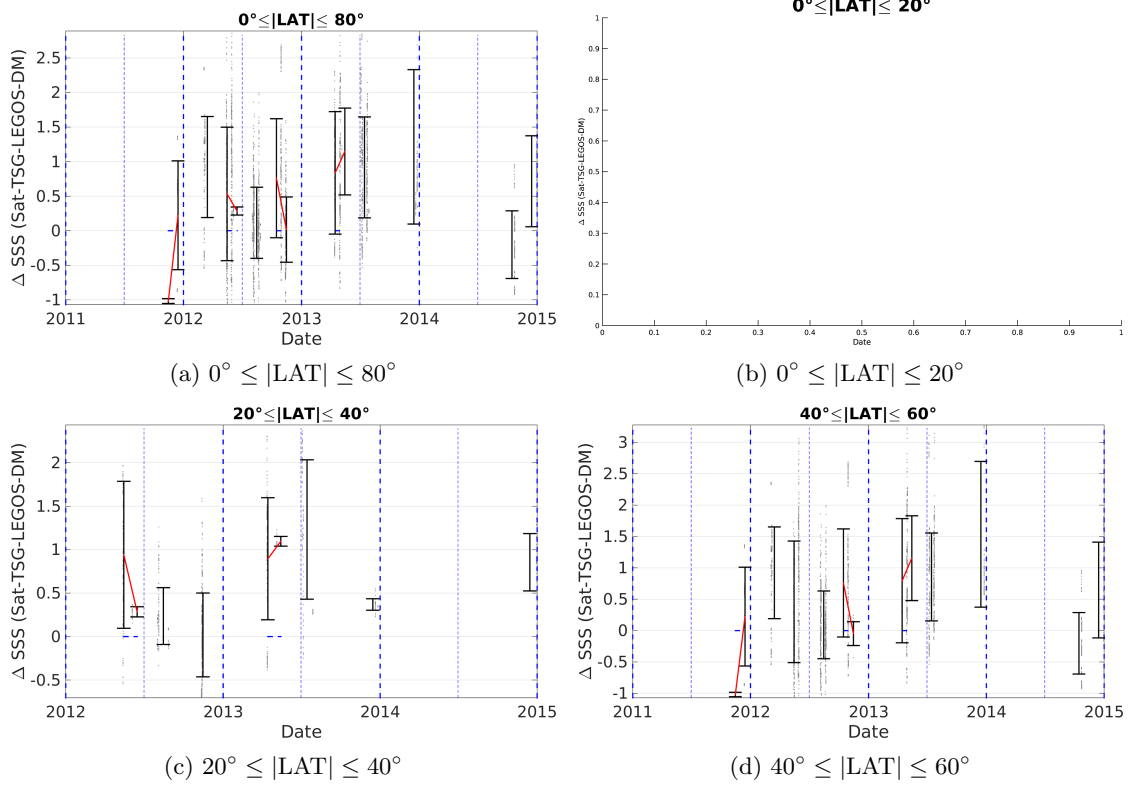 0°≤|LAT|≤ 80°
Δ SSS (Sat-TSG-LEGOS-DM)
2.5
2
1.5
1
0.5
0
-0.5
-1
2011 2012 2013 2014 2015
Date
(a) 0° ≤ |LAT| ≤ 80°
0°≤|LAT|≤ 20°
Δ SSS (Sat-TSG-LEGOS-DM)
1
0.9
0.8
0.7
0.6
0.5
0.4
0.3
0.2
0.1
0
0 0.1 0.2 0.3 0.4 0.5 0.6 0.7 0.8 0.9 1
Date
(b) 0° ≤ |LAT| ≤ 20°
20°≤|LAT|≤ 40°
Δ SSS (Sat-TSG-LEGOS-DM)
2
1.5
1
0.5
0
-0.5
2012 2013 2014 2015
Date
(c) 20° ≤ |LAT| ≤ 40°
40°≤|LAT|≤ 60°
Δ SSS (Sat-TSG-LEGOS-DM)
3
2.5
2
1.5
1
0.5
0
-0.5
-1
2011 2012 2013 2014 2015
Date
(d) 40° ≤ |LAT| ≤ 60°